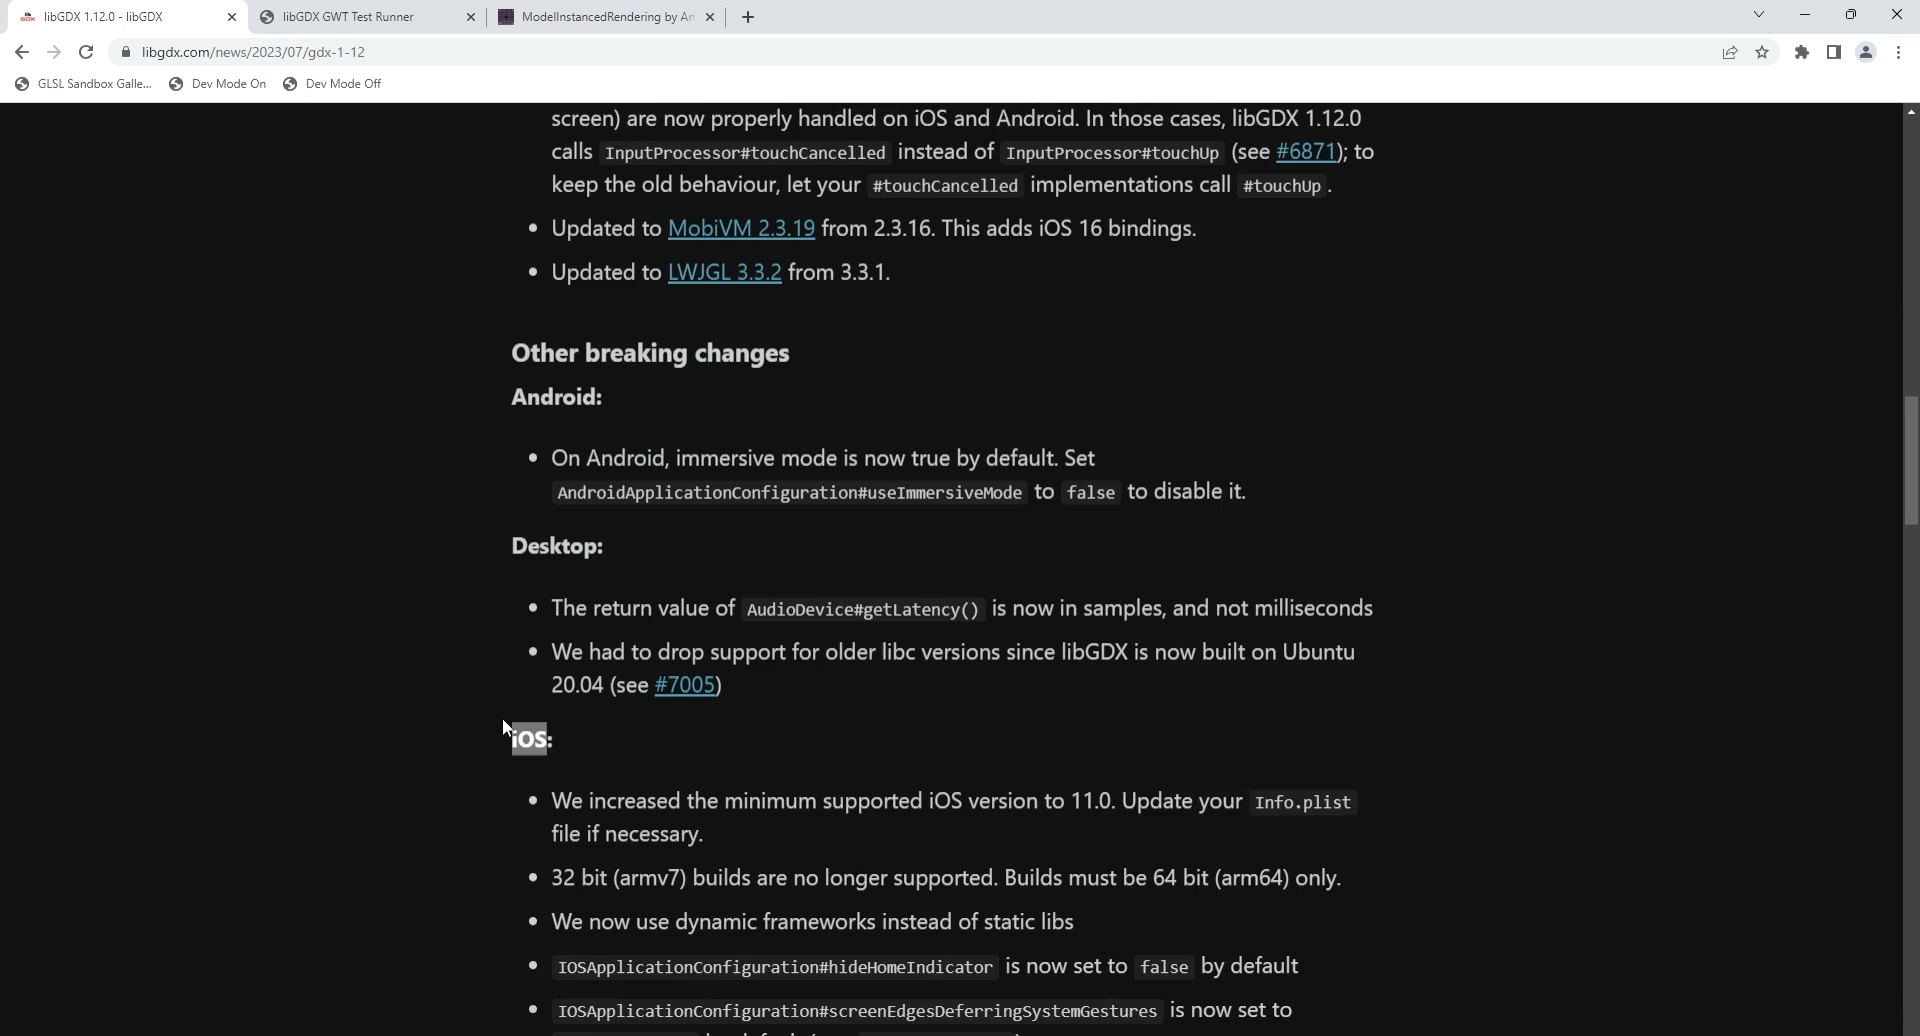 libGDX 1.12.0 - libGDX
libGDX GWT Test Runner
ModelInstancedRendering by An
libgdx.com/news/2023/07/gdx-1-12
GLSL Sandbox Galle...
Dev Mode On
Dev Mode Off
screen) are now properly handled on iOS and Android. In those cases, libGDX 1.12.0
calls InputProcessor#touchCancelled instead of InputProcessor#touchUp (see #6871); to
keep the old behaviour, let your #touchCancelled implementations call #touchUp.
• Updated to MobiVM 2.3.19 from 2.3.16. This adds iOS 16 bindings.
• Updated to LWJGL 3.3.2 from 3.3.1.
Other breaking changes
Android:
• On Android, immersive mode is now true by default. Set
AndroidApplicationConfiguration#useImmersiveMode to false to disable it.
Desktop:
• The return value of AudioDevice#getLatency() is now in samples, and not milliseconds
• We had to drop support for older libc versions since libGDX is now built on Ubuntu
20.04 (see #7005)
iOS:
• We increased the minimum supported iOS version to 11.0. Update your Info.plist
file if necessary.
• 32 bit (armv7) builds are no longer supported. Builds must be 64 bit (arm64) only.
• We now use dynamic frameworks instead of static libs
• IOSApplicationConfiguration#hideHomeIndicator is now set to false by default
• IOSApplicationConfiguration#screenEdgesDeferringSystemGestures is now set to